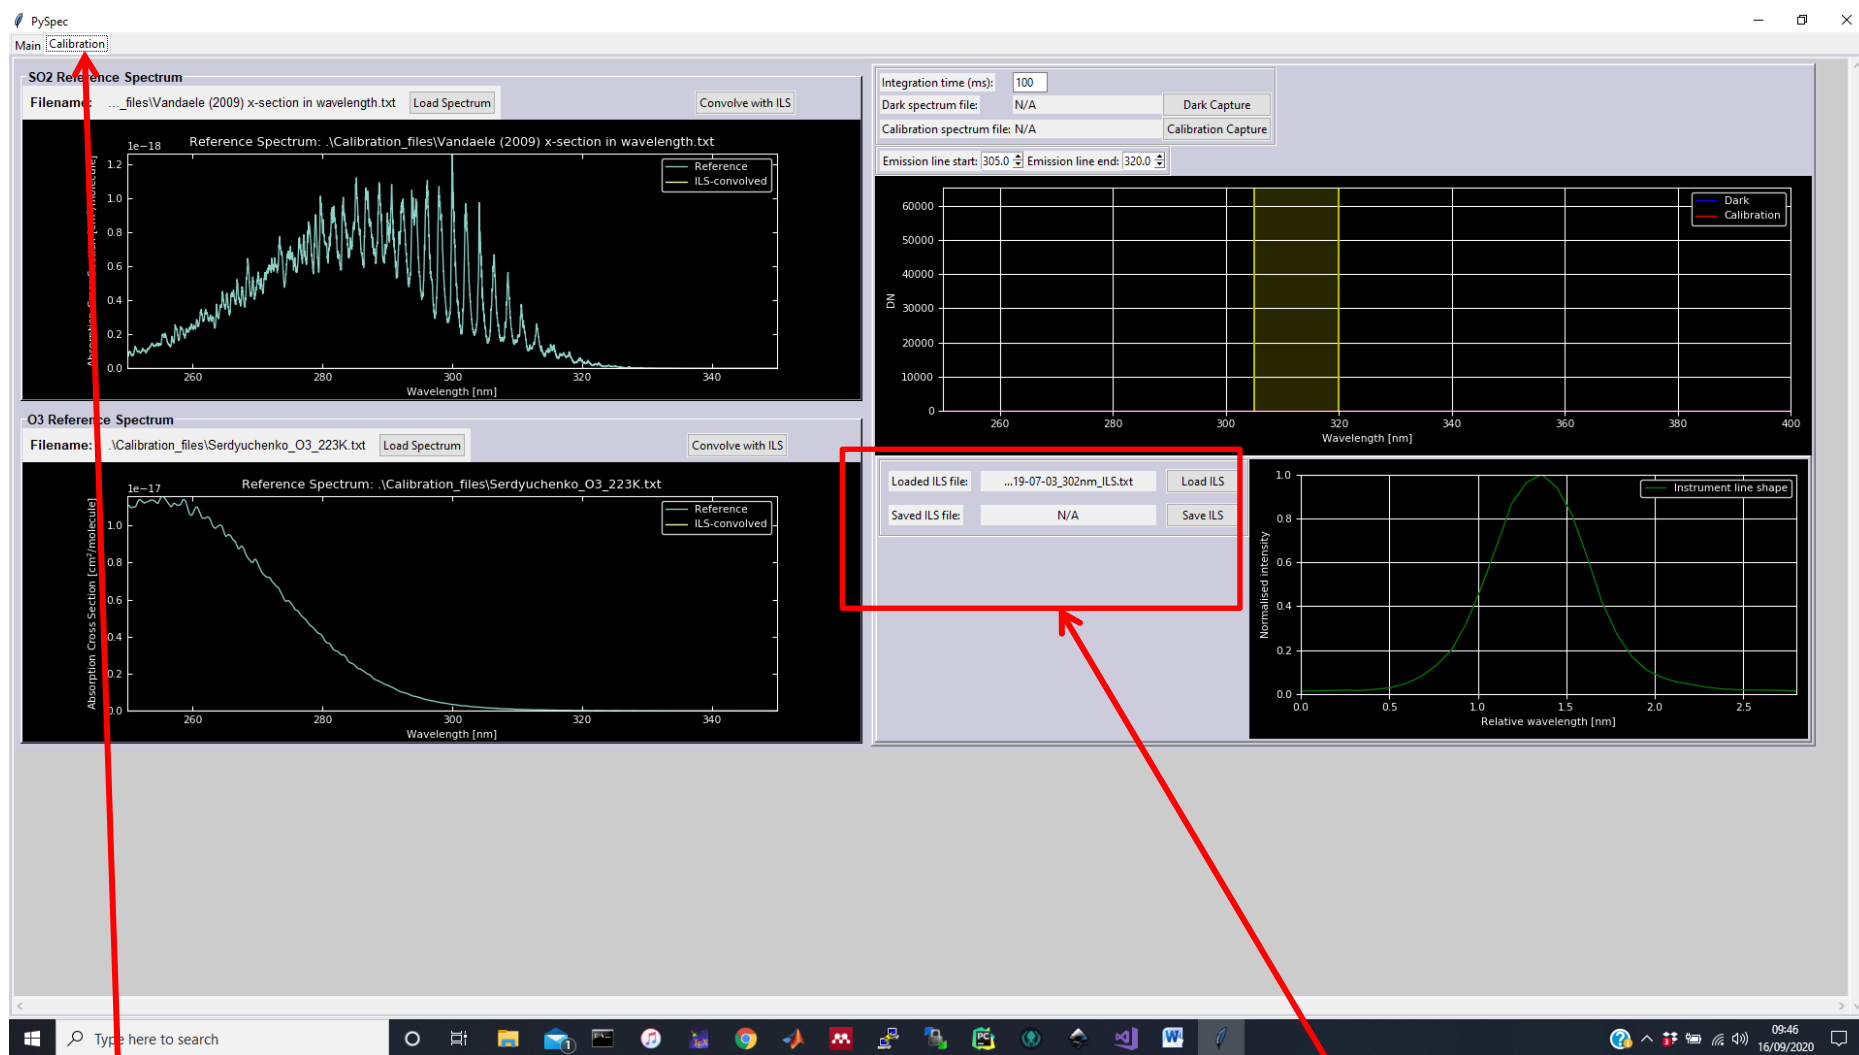 PySpec
Main Calibration
SO2 Reference Spectrum
Filename: ..._files\Vandaele (2009) x-section in wavelength.txt Load Spectrum Convolve with ILS
Reference Spectrum: .\Calibration_files\Vandaele (2009) x-section in wavelength.txt
1e−18
Reference
ILS-convolved
1.2
1.0
0.8
0.6
0.4
0.2
0.0
260 280 300 320 340
Wavelength [nm]
O3 Reference Spectrum
Filename: .\Calibration_files\Serdyuchenko_O3_223K.txt Load Spectrum Convolve with ILS
Reference Spectrum: .\Calibration_files\Serdyuchenko_O3_223K.txt
1e−17
Reference
ILS-convolved
Absorption Cross Section [cm²/molecule]
1.0
0.8
0.6
0.4
0.2
0.0
260 280 300 320 340
Wavelength [nm]
Integration time (ms): 100
Dark spectrum file: N/A Dark Capture
Calibration spectrum file: N/A Calibration Capture
Emission line start: 305.0 Emission line end: 320.0
Dark
Calibration
DN
60000
50000
40000
30000
20000
10000
0
260 280 300 320 340 360 380 400
Wavelength [nm]
Loaded ILS file: ...19-07-03_302nm_ILS.txt Load ILS
Saved ILS file: N/A Save ILS
Instrument line shape
Normalised intensity
1.0
0.8
0.6
0.4
0.2
0.0
0.0 0.5 1.0 1.5 2.0 2.5
Relative wavelength [nm]
Type here to search
09:46
16/09/2020